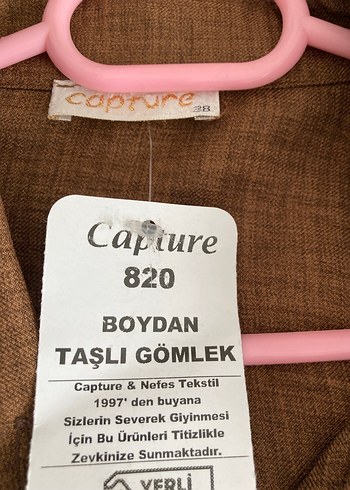 capture
38
Capture
820
BOYDAN
TAŞLI GÖMLEK
Capture & Nefes Tekstil
1997' den buyana
Sizlerin Severek Giyinmesi
İçin Bu Ürünleri Titizlikle
Zevkinize Sunmaktadır.
YERLİ